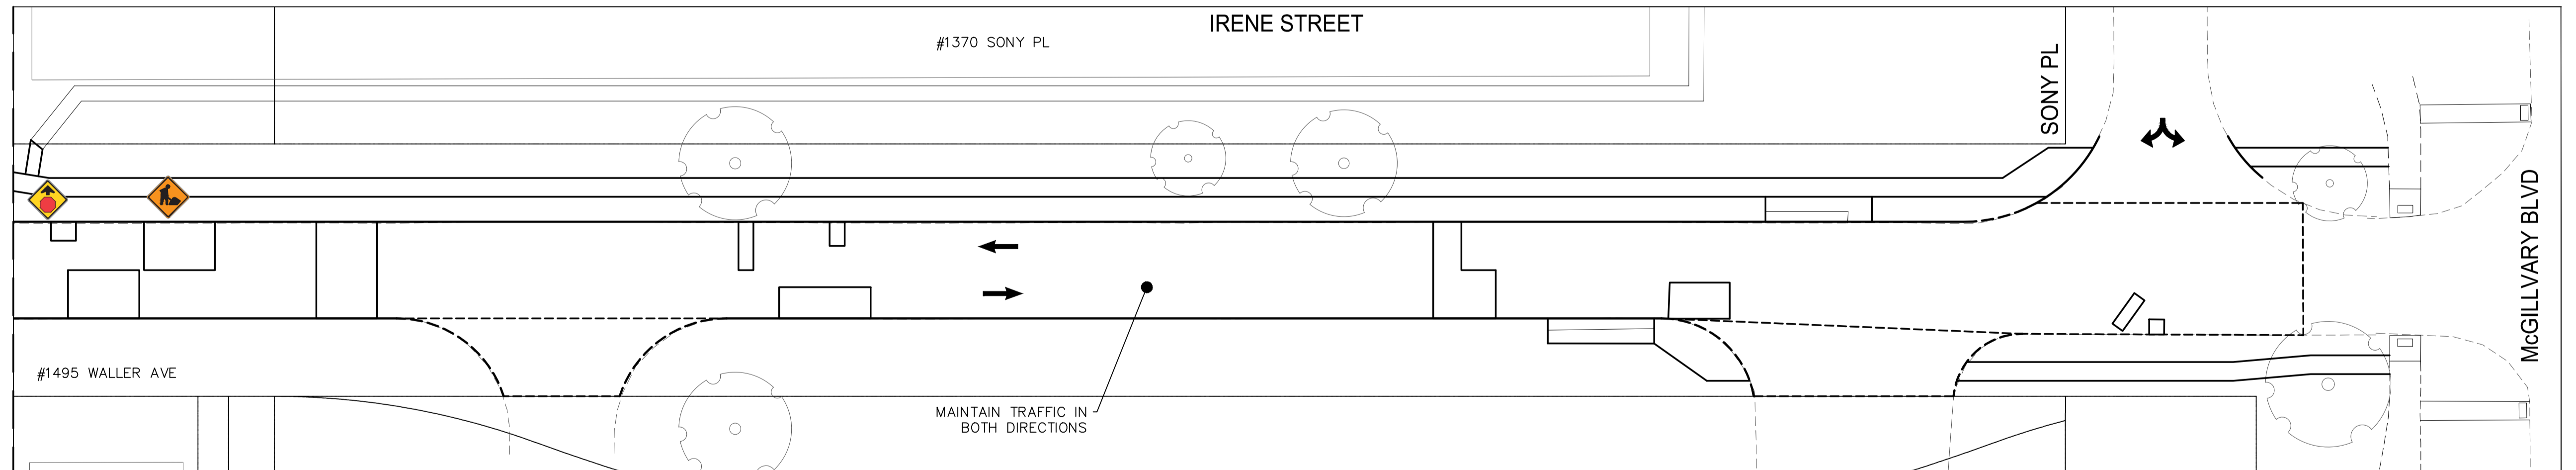 IRENE STREET
#1370 SONY PL
SONY PL
McGILLVARY BLVD
#1495 WALLER AVE
MAINTAIN TRAFFIC IN
BOTH DIRECTIONS